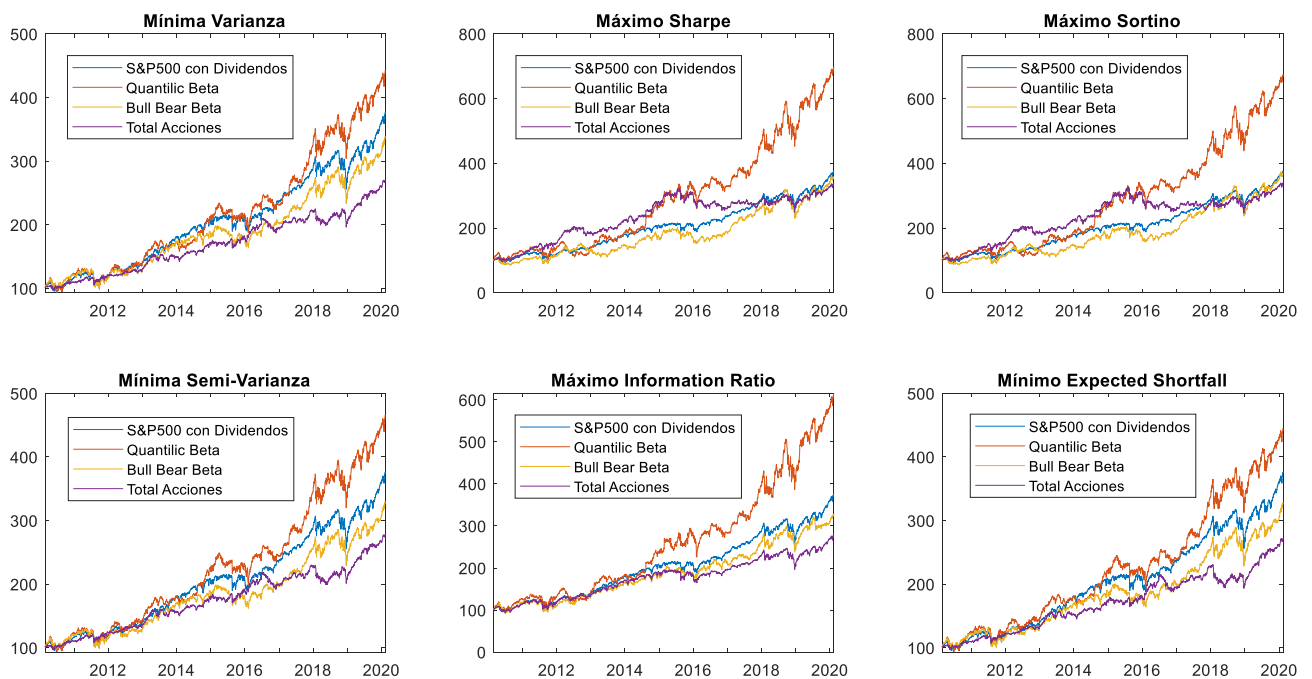 Mínima Varianza
500
400
300
200
100
S&P500 con Dividendos
Quantilic Beta
Bull Bear Beta
Total Acciones
2012 2014 2016 2018 2020
Máximo Sharpe
800
600
400
200
0
S&P500 con Dividendos
Quantilic Beta
Bull Bear Beta
Total Acciones
2012 2014 2016 2018 2020
Máximo Sortino
800
600
400
200
0
S&P500 con Dividendos
Quantilic Beta
Bull Bear Beta
Total Acciones
2012 2014 2016 2018 2020
Mínima Semi-Varianza
500
400
300
200
100
S&P500 con Dividendos
Quantilic Beta
Bull Bear Beta
Total Acciones
2012 2014 2016 2018 2020
Máximo Information Ratio
600
500
400
300
200
100
0
S&P500 con Dividendos
Quantilic Beta
Bull Bear Beta
Total Acciones
2012 2014 2016 2018 2020
Mínimo Expected Shortfall
500
400
300
200
100
S&P500 con Dividendos
Quantilic Beta
Bull Bear Beta
Total Acciones
2012 2014 2016 2018 2020